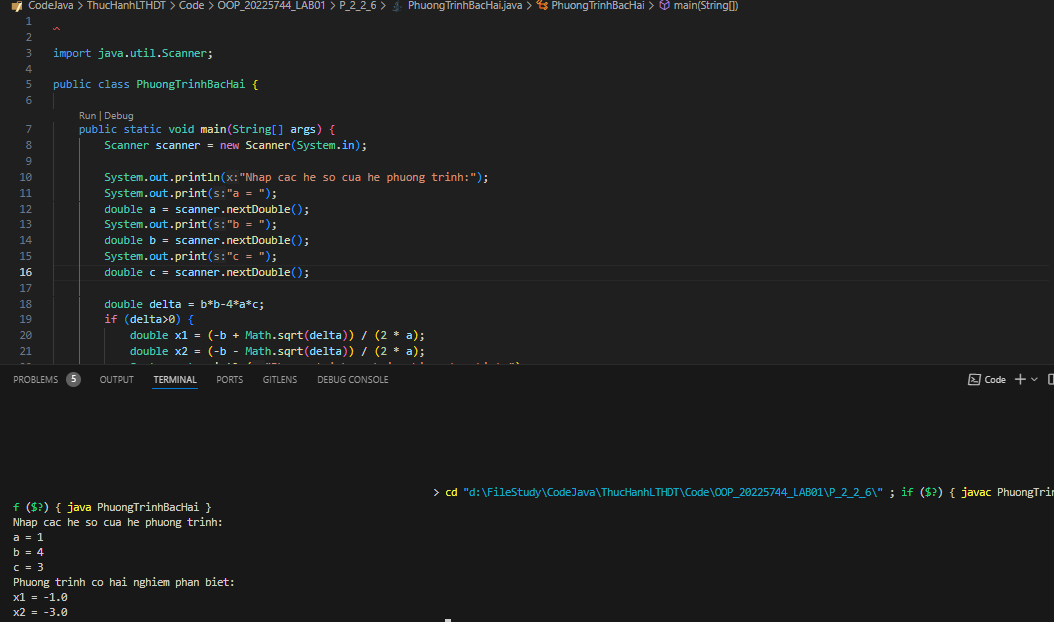 CodeJava > ThucHanhLTHDT > Code > OOP_20225744_LAB01 > P_2_2_6 > PhuongTrinhBacHai.java > PhuongTrinhBacHai > main(String[])
1
2
3 import java.util.Scanner;
4
5 public class PhuongTrinhBacHai {
6
Run | Debug
7 public static void main(String[] args) {
8 Scanner scanner = new Scanner(System.in);
9
10 System.out.println(x:"Nhap cac he so cua he phuong trinh:");
11 System.out.print(s:"a = ");
12 double a = scanner.nextDouble();
13 System.out.print(s:"b = ");
14 double b = scanner.nextDouble();
15 System.out.print(s:"c = ");
16 double c = scanner.nextDouble();
17
18 double delta = b*b-4*a*c;
19 if (delta>0) {
20 double x1 = (-b + Math.sqrt(delta)) / (2 * a);
21 double x2 = (-b - Math.sqrt(delta)) / (2 * a);
PROBLEMS 5 OUTPUT TERMINAL PORTS GITLENS DEBUG CONSOLE Code
> cd "d:\FileStudy\CodeJava\ThucHanhLTHDT\Code\OOP_20225744_LAB01\P_2_2_6\" ; if ($?) { javac PhuongTrin
f ($?) { java PhuongTrinhBacHai }
Nhap cac he so cua he phuong trinh:
a = 1
b = 4
c = 3
Phuong trinh co hai nghiem phan biet:
x1 = -1.0
x2 = -3.0